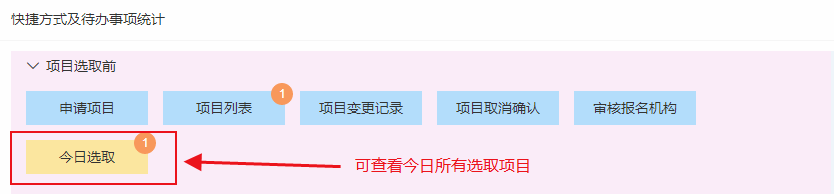 快捷方式及待办事项统计
项目选取前
申请项目 项目列表 1 项目变更记录 项目取消确认 审核报名机构
今日选取 1 可查看今日所有选取项目